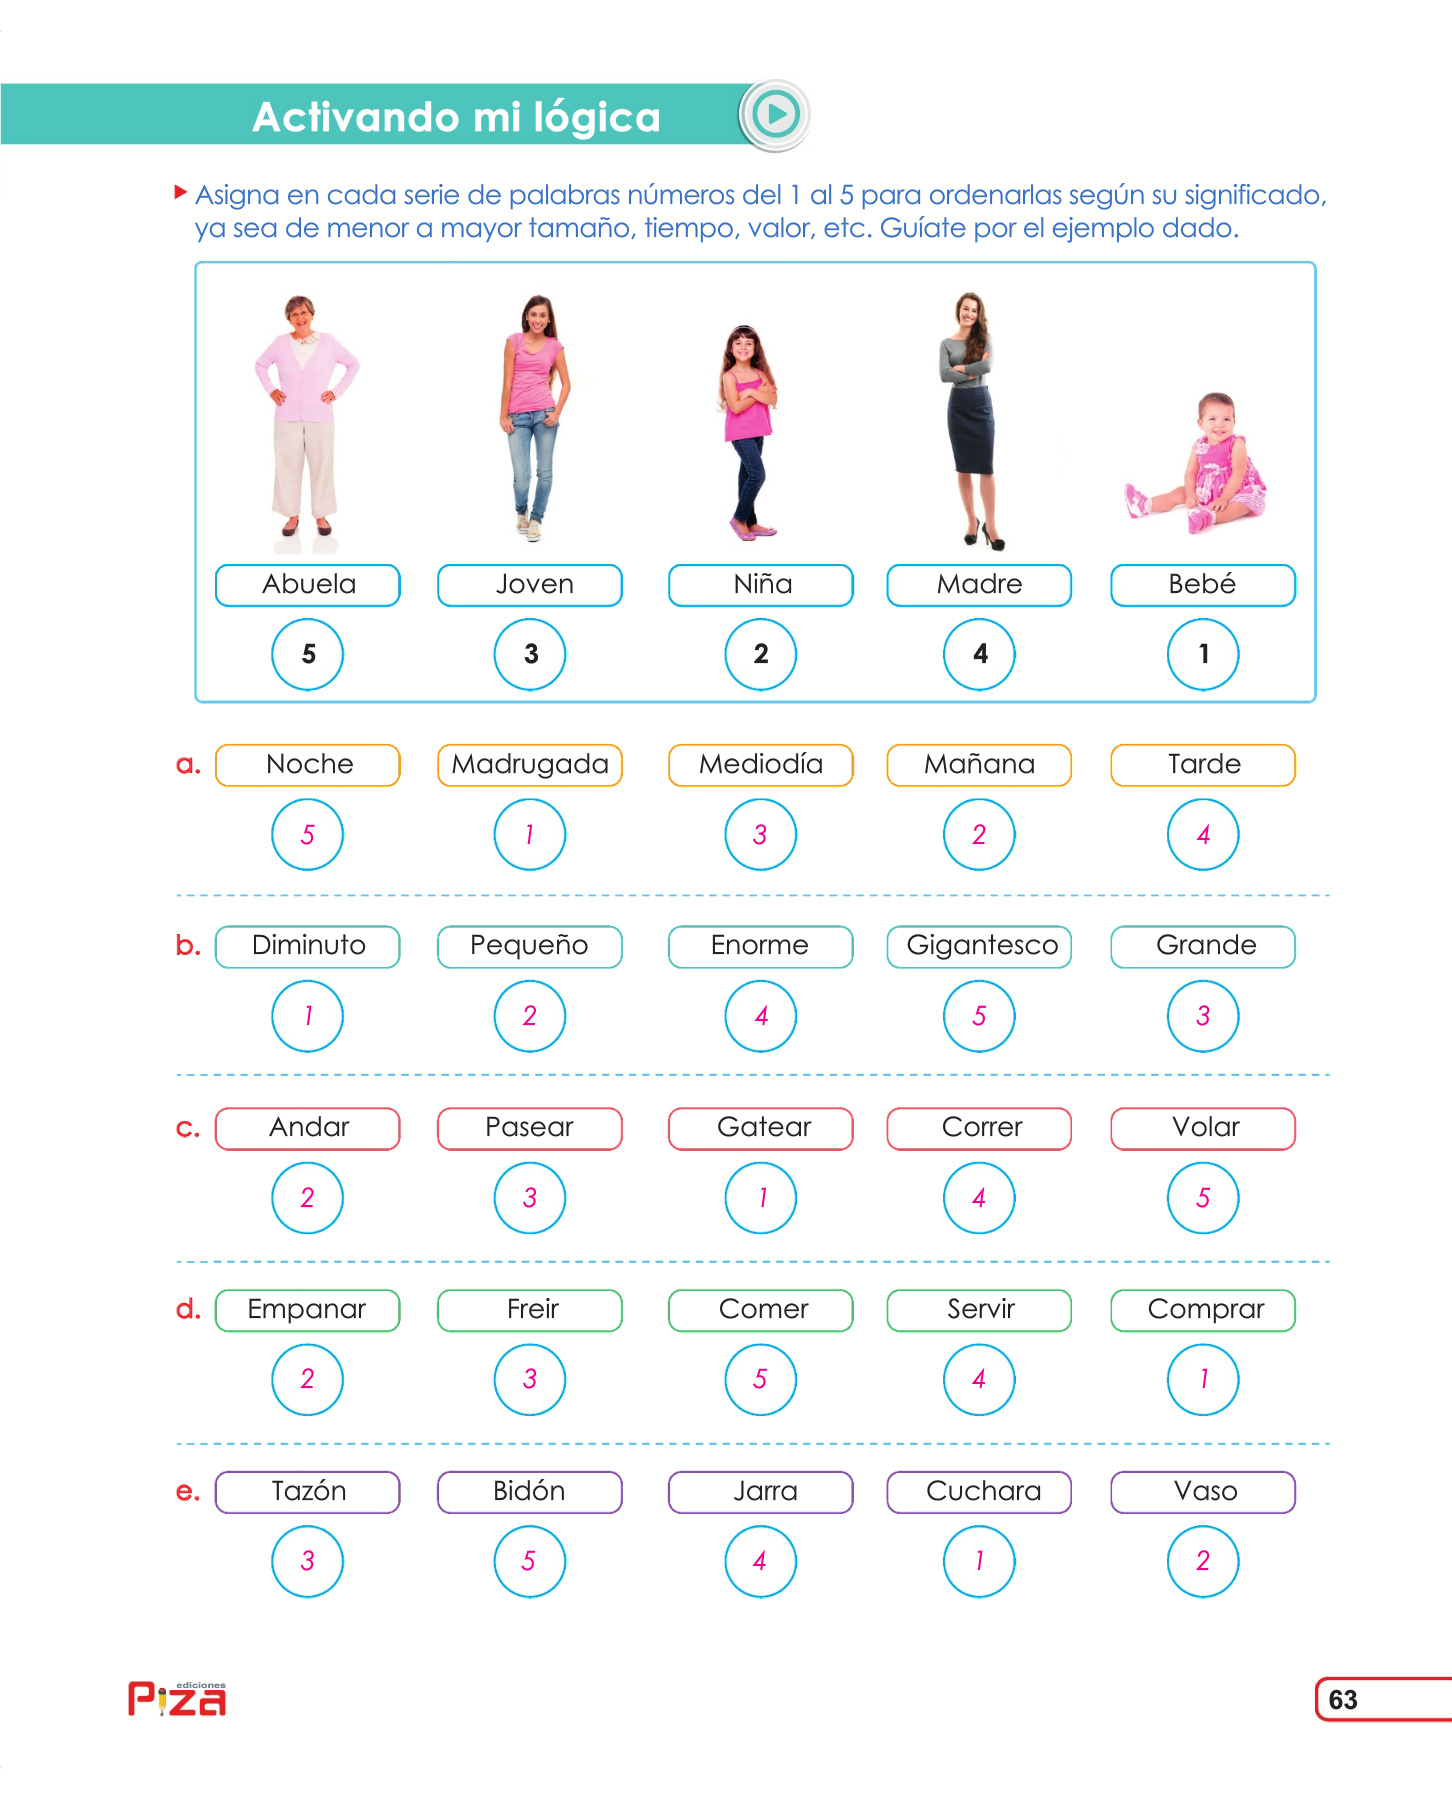 Activando mi lógica
Asigna en cada serie de palabras números del 1 al 5 para ordenarlas según su significado,
ya sea de menor a mayor tamaño, tiempo, valor, etc. Guíate por el ejemplo dado.
Abuela Joven Niña Madre Bebé
5 3 2 4 1
a. Noche Madrugada Mediodía Mañana Tarde
5 1 3 2 4
b. Diminuto Pequeño Enorme Gigantesco Grande
1 2 4 5 3
c. Andar Pasear Gatear Correr Volar
2 3 1 4 5
d. Empanar Freir Comer Servir Comprar
2 3 5 4 1
e. Tazón Bidón Jarra Cuchara Vaso
3 5 4 1 2
ediciones
Piza
63